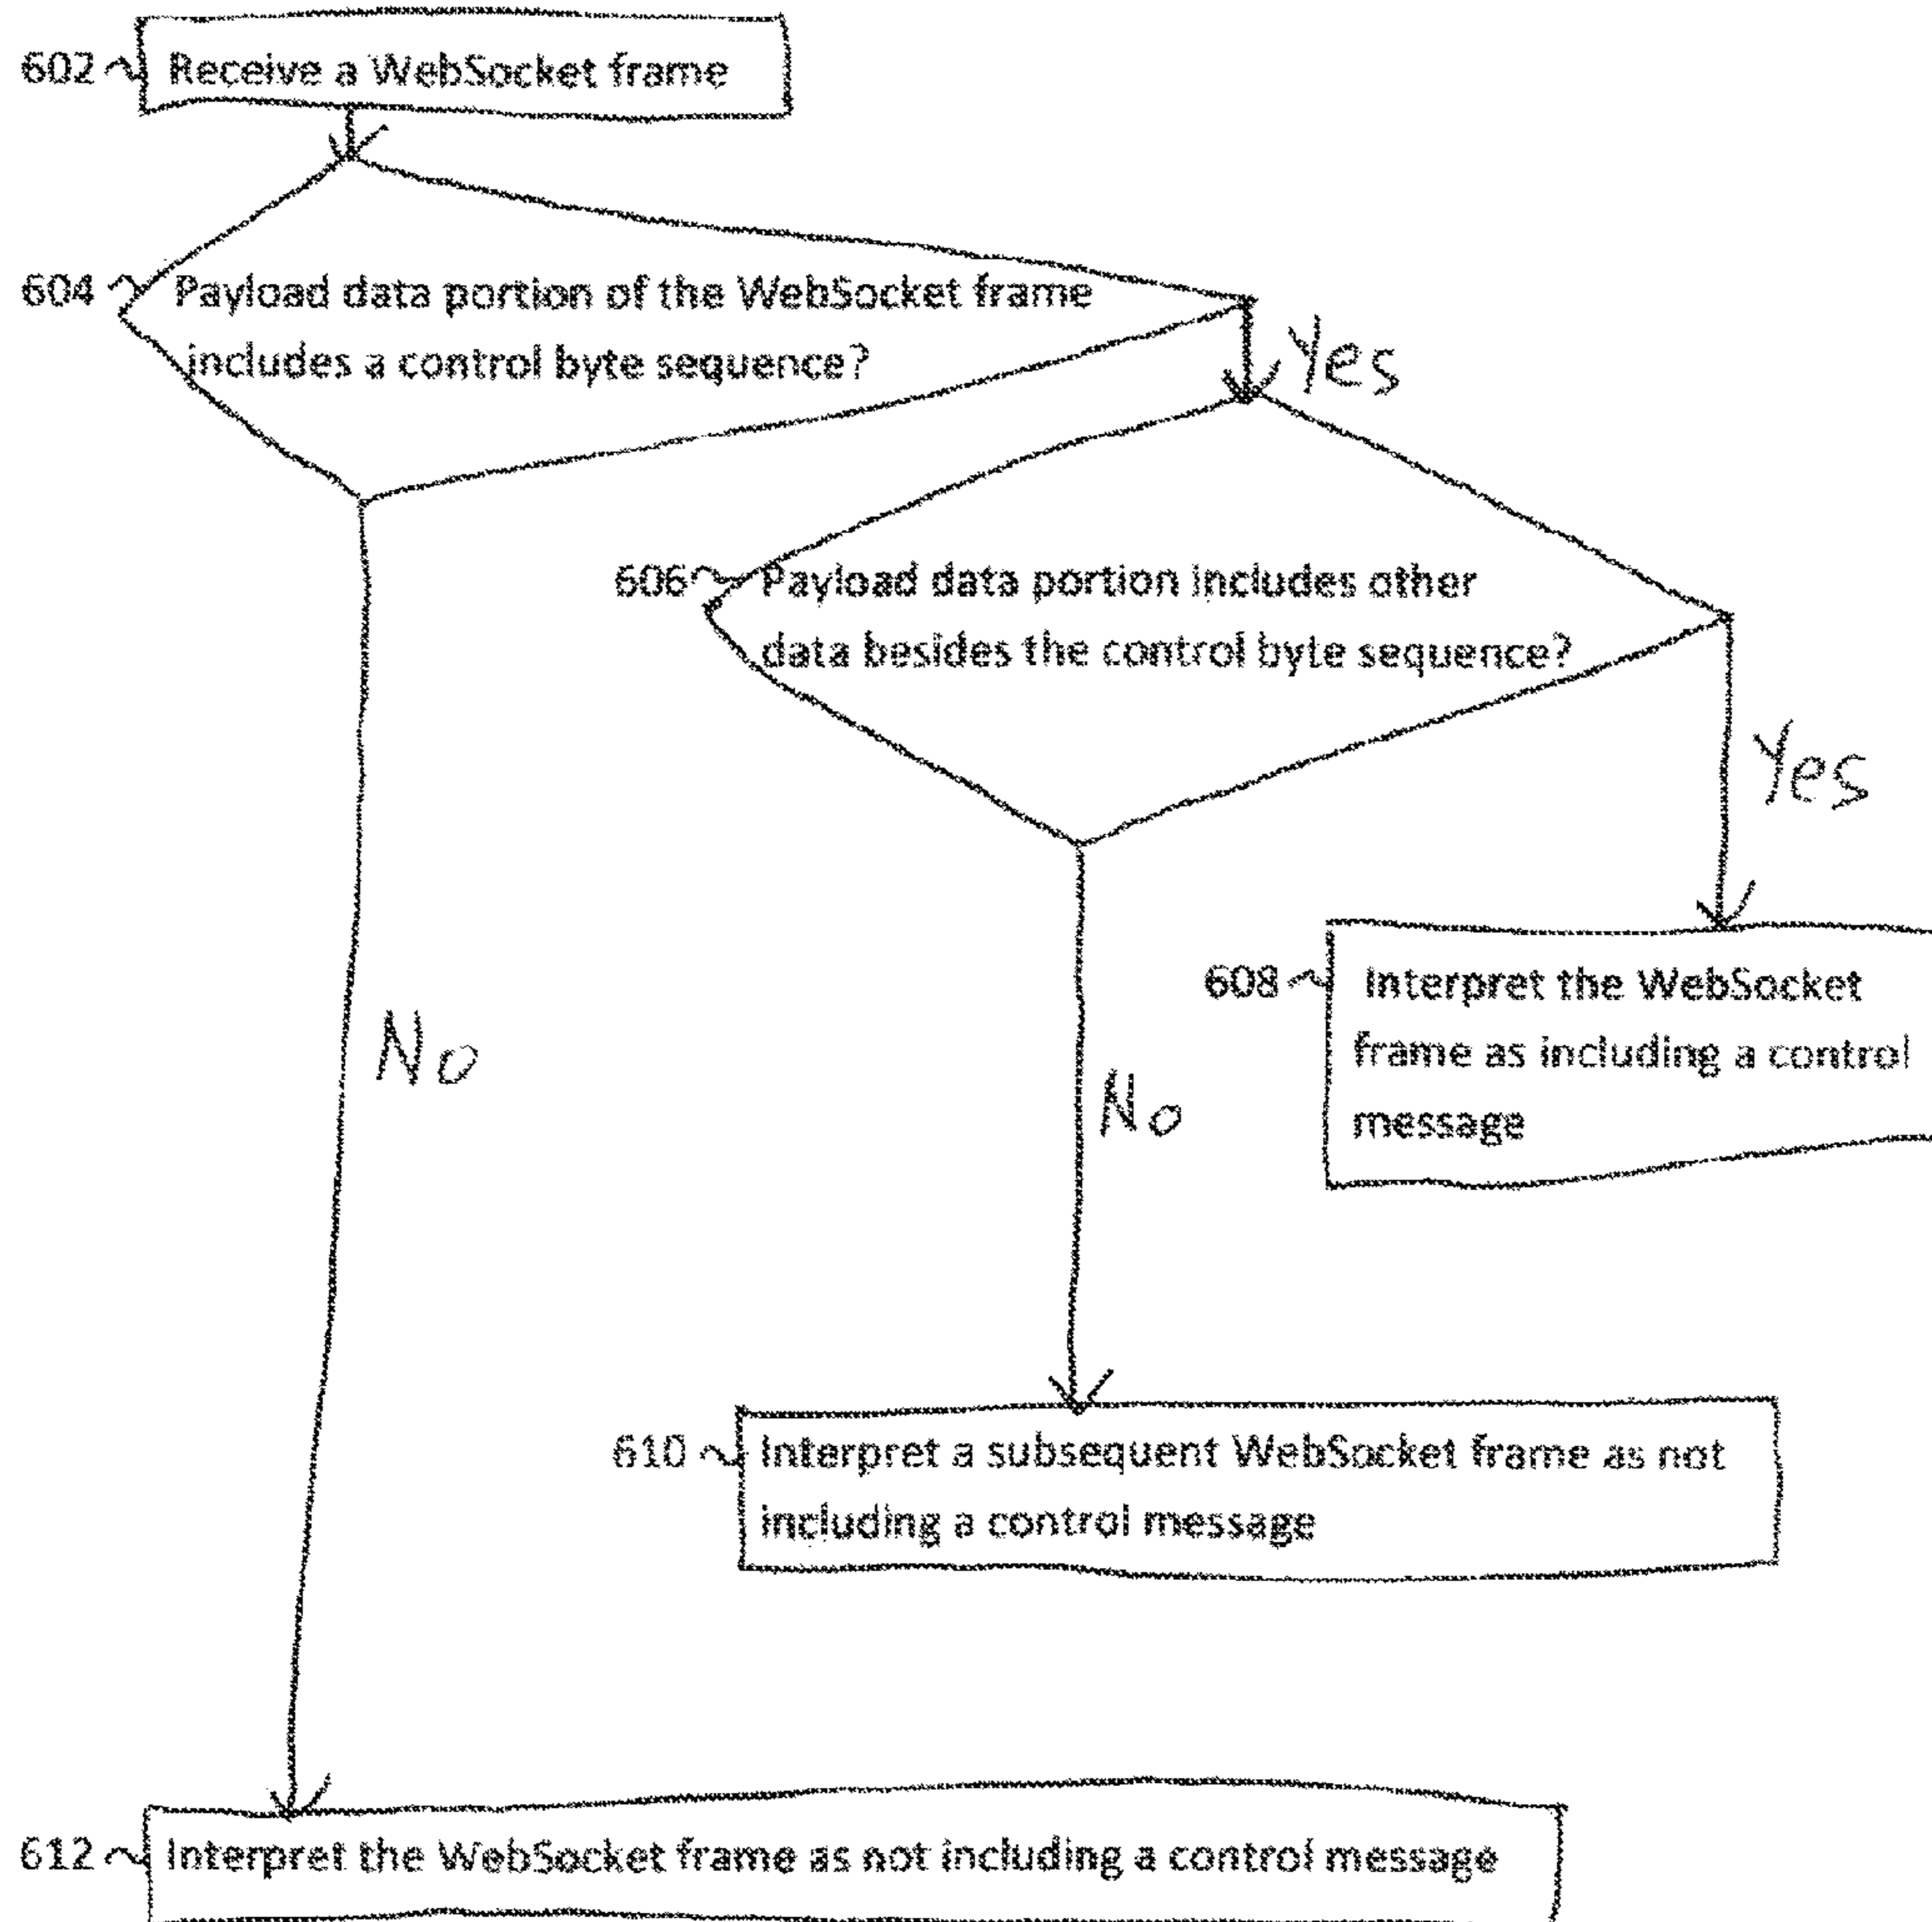 602 Receive a WebSocket frame
604 Payload data portion of the WebSocket frame
includes a control byte sequence?
Yes
606 Payload data portion includes other
data besides the control byte sequence?
Yes
608 Interpret the WebSocket
frame as including a control
message
No
No
610 Interpret a subsequent WebSocket frame as not
including a control message
612 Interpret the WebSocket frame as not including a control message